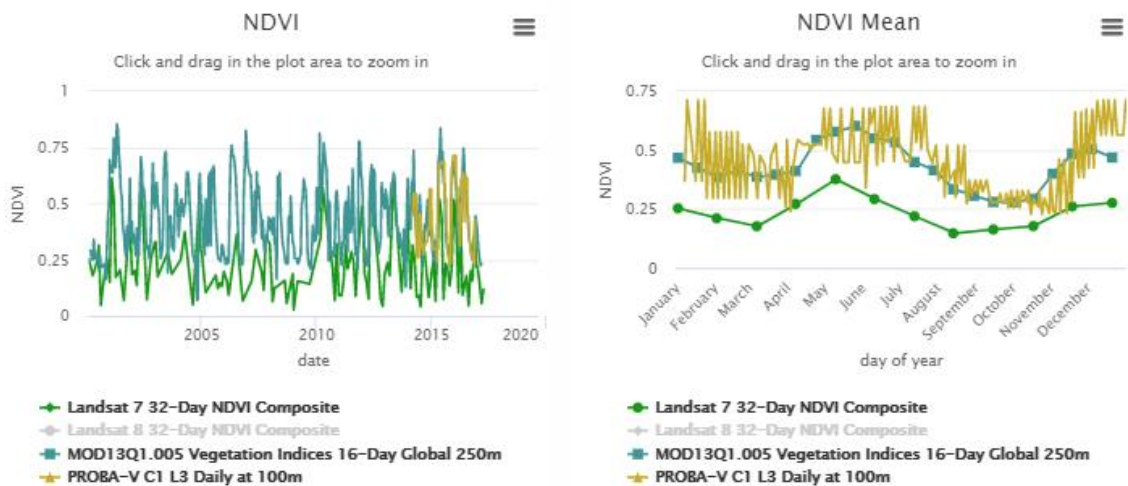 NDVI
Click and drag in the plot area to zoom in
1
0.75
0.5
0.25
0
NDVI
2005
2010
2015
2020
date
Landsat 7 32-Day NDVI Composite
Landsat 8 32-Day NDVI Composite
MOD13Q1.005 Vegetation Indices 16-Day Global 250m
PROBA-V C1 L3 Daily at 100m
NDVI Mean
Click and drag in the plot area to zoom in
0.75
0.5
0.25
0
NDVI
January
February
March
April
May
June
July
August
September
October
November
December
day of year
Landsat 7 32-Day NDVI Composite
Landsat 8 32-Day NDVI Composite
MOD13Q1.005 Vegetation Indices 16-Day Global 250m
PROBA-V C1 L3 Daily at 100m